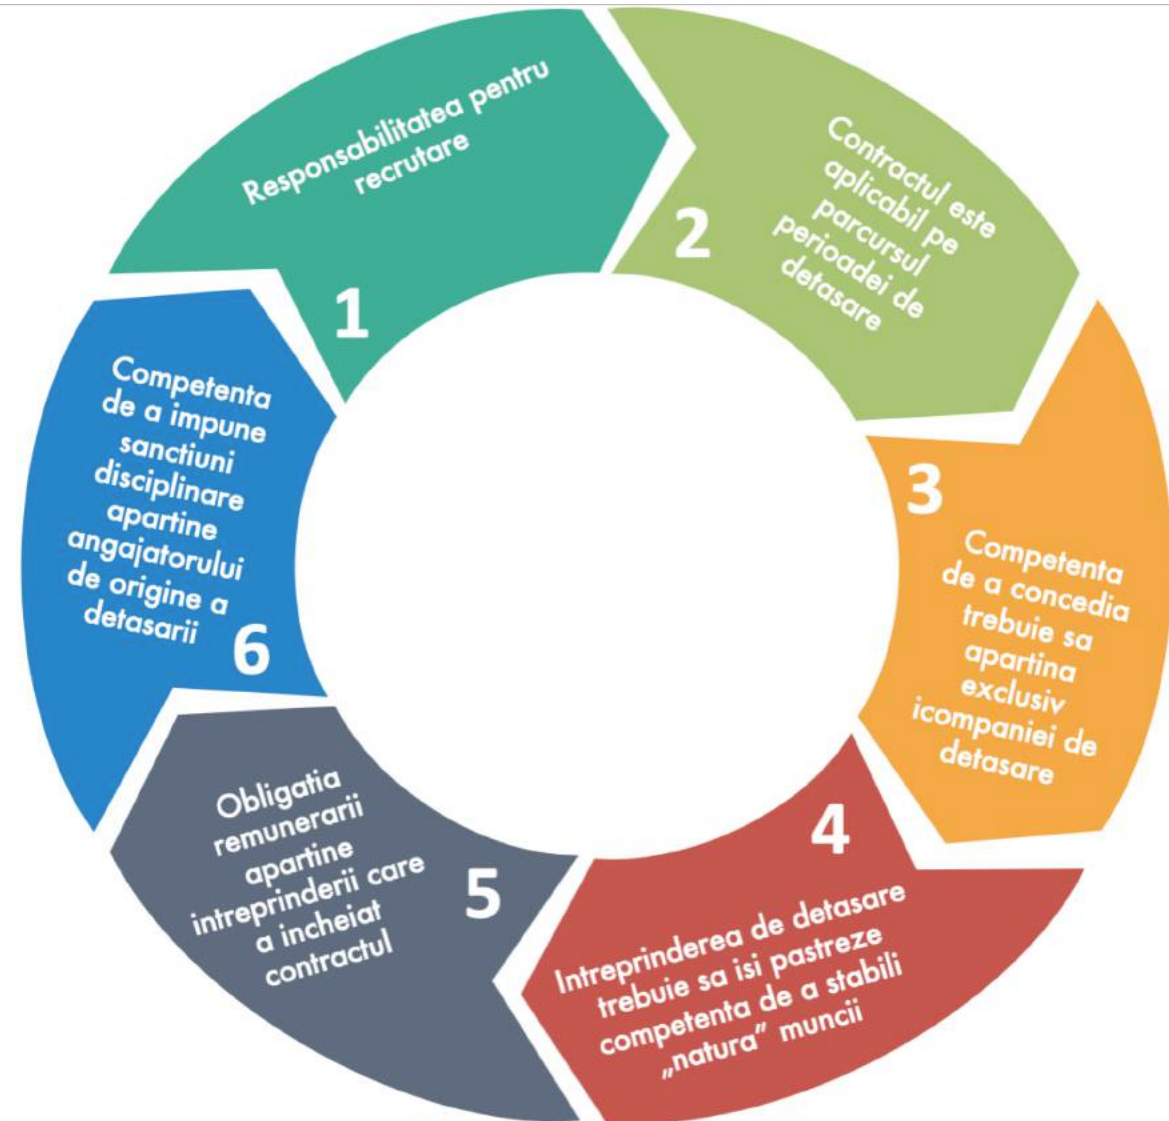 Responsabilitatea pentru
recrutare
1
Contractul este
aplicabil pe
parcursul
perioadei de
detasare
2
3
Competenta
de a concedia
trebuie sa
apartina
exclusiv
icompaniei de
detasare
4
Intreprinderea de detasare
trebuie sa isi pastreze
competenta de a stabili
„natura” muncii
5
Obligatia
remunerarii
apartine
intreprinderii care
a incheiat
contractul
Competenta
de a impune
sanctiuni
disciplinare
apartine
angajatorului
de origine a
detasarii
6